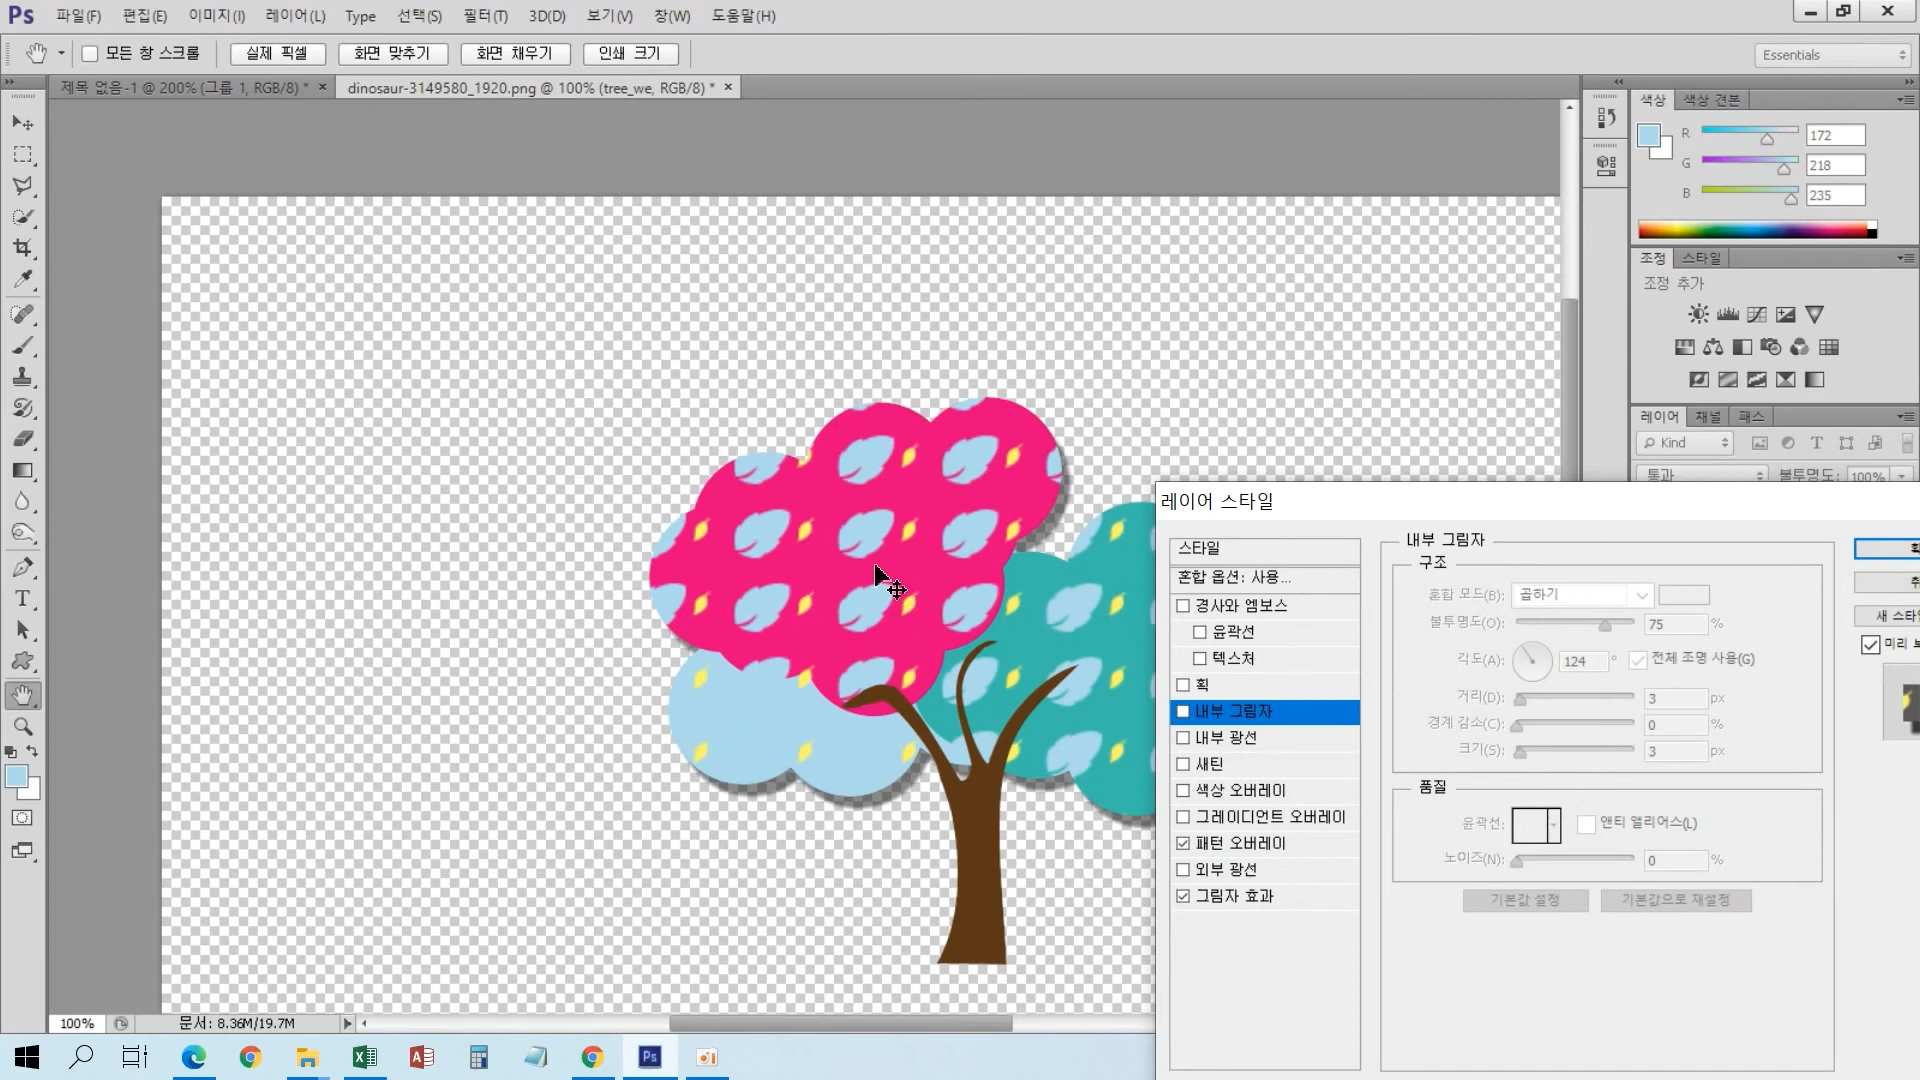 Ps 파일(F) 편집(E) 이미지(I) 레이어(L) Type 선택(S) 필터(T) 3D(D) 보기(V) 창(W) 도움말(H)
모든 창 스크롤 실제 픽셀 화면 맞추기 화면 채우기 인쇄 크기 Essentials
제목 없음-1 @ 200% (그룹 1, RGB/8) * × dinosaur-3149580_1920.png @ 100% (tree_we, RGB/8) * ×
색상 색상 견본
R 172
G 218
B 235
조정 스타일
조정 추가
레이어 채널 패스
Kind
통과 불투명도: 100%
레이어 스타일
스타일
혼합 옵션: 사용...
경사와 엠보스
윤곽선
텍스처
획
내부 그림자
내부 광선
새틴
색상 오버레이
그레이디언트 오버레이
패턴 오버레이
외부 광선
그림자 효과
내부 그림자
구조
혼합 모드(B): 곱하기
불투명도(O): 75 %
각도(A): 124 ° 전체 조명 사용(G)
거리(D): 3 px
경계 감소(C): 0 %
크기(S): 3 px
품질
윤곽선: 앤티 앨리어스(L)
노이즈(N): 0 %
기본값 설정 기본값으로 재설정
새 스타일
미리
100% 문서: 8.36M/19.7M
Ps